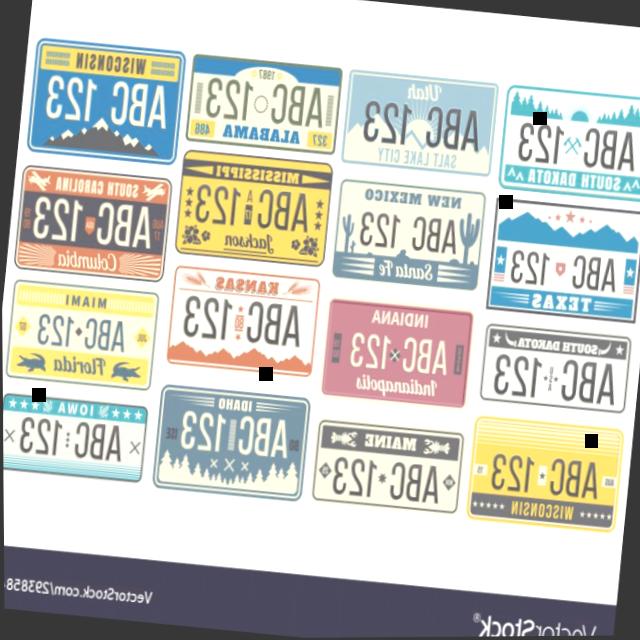 ABC 123
SOUTH DAKOTA
Utah
ABC 123
SALT LAKE CITY
1987
ABC 123
327 ALABAMA 486
WISCONSIN
ABC 123
ABC 123
TEXAS
NEW MEXICO
ABC 123
Santa Fe
MISSISSIPI
ABC 123
Jackson
SOUTH CAROLINA
ABC 123
Columbia
SOUTH DAKOTA
ABC 123
INDIANA
ABC 123
Indianapolis
KANSAS
ABC 123
MIAMI
ABC 123
Florida
ABC 123
WISCONSIN
MAINE
ABC 123
IDAHO
ABC 123
IOWA
ABC 123
VectorStock®
VectorStock.com/293858